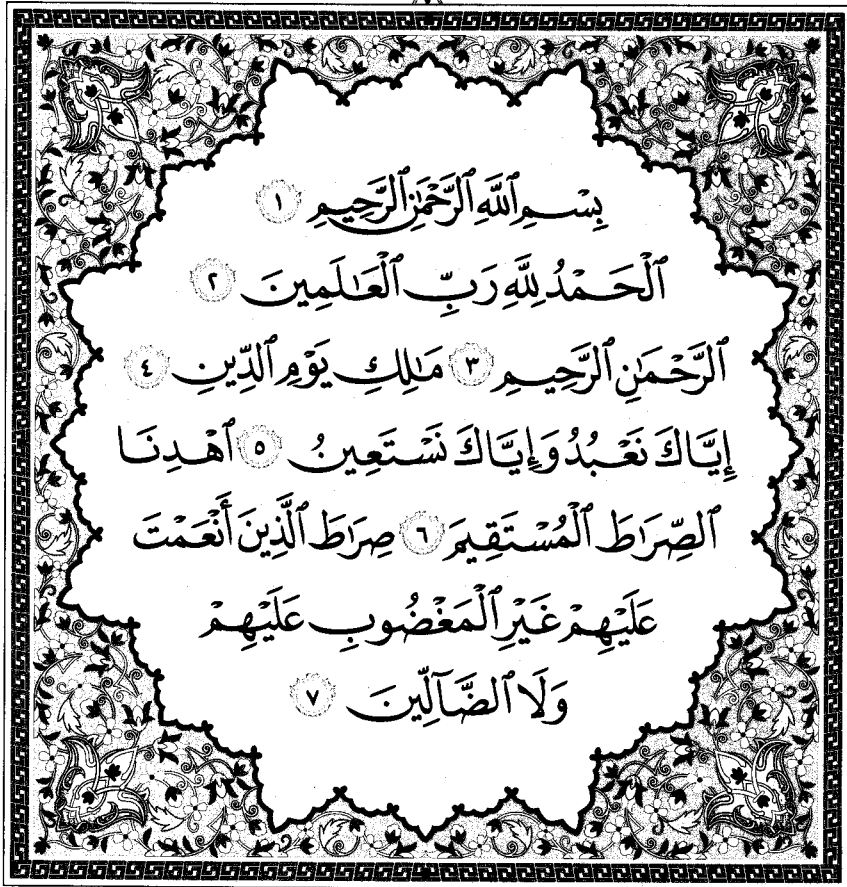 بِسْمِ ٱللَّهِ ٱلرَّحْمَٰنِ ٱلرَّحِيمِ ١
ٱلْحَمْدُ لِلَّهِ رَبِّ ٱلْعَٰلَمِينَ ٢
ٱلرَّحْمَٰنِ ٱلرَّحِيمِ ٣ مَٰلِكِ يَوْمِ ٱلدِّينِ ٤
إِيَّاكَ نَعْبُدُ وَإِيَّاكَ نَسْتَعِينُ ٥ ٱهْدِنَا
ٱلصِّرَٰطَ ٱلْمُسْتَقِيمَ ٦ صِرَٰطَ ٱلَّذِينَ أَنْعَمْتَ
عَلَيْهِمْ غَيْرِ ٱلْمَغْضُوبِ عَلَيْهِمْ
وَلَا ٱلضَّآلِّينَ ٧